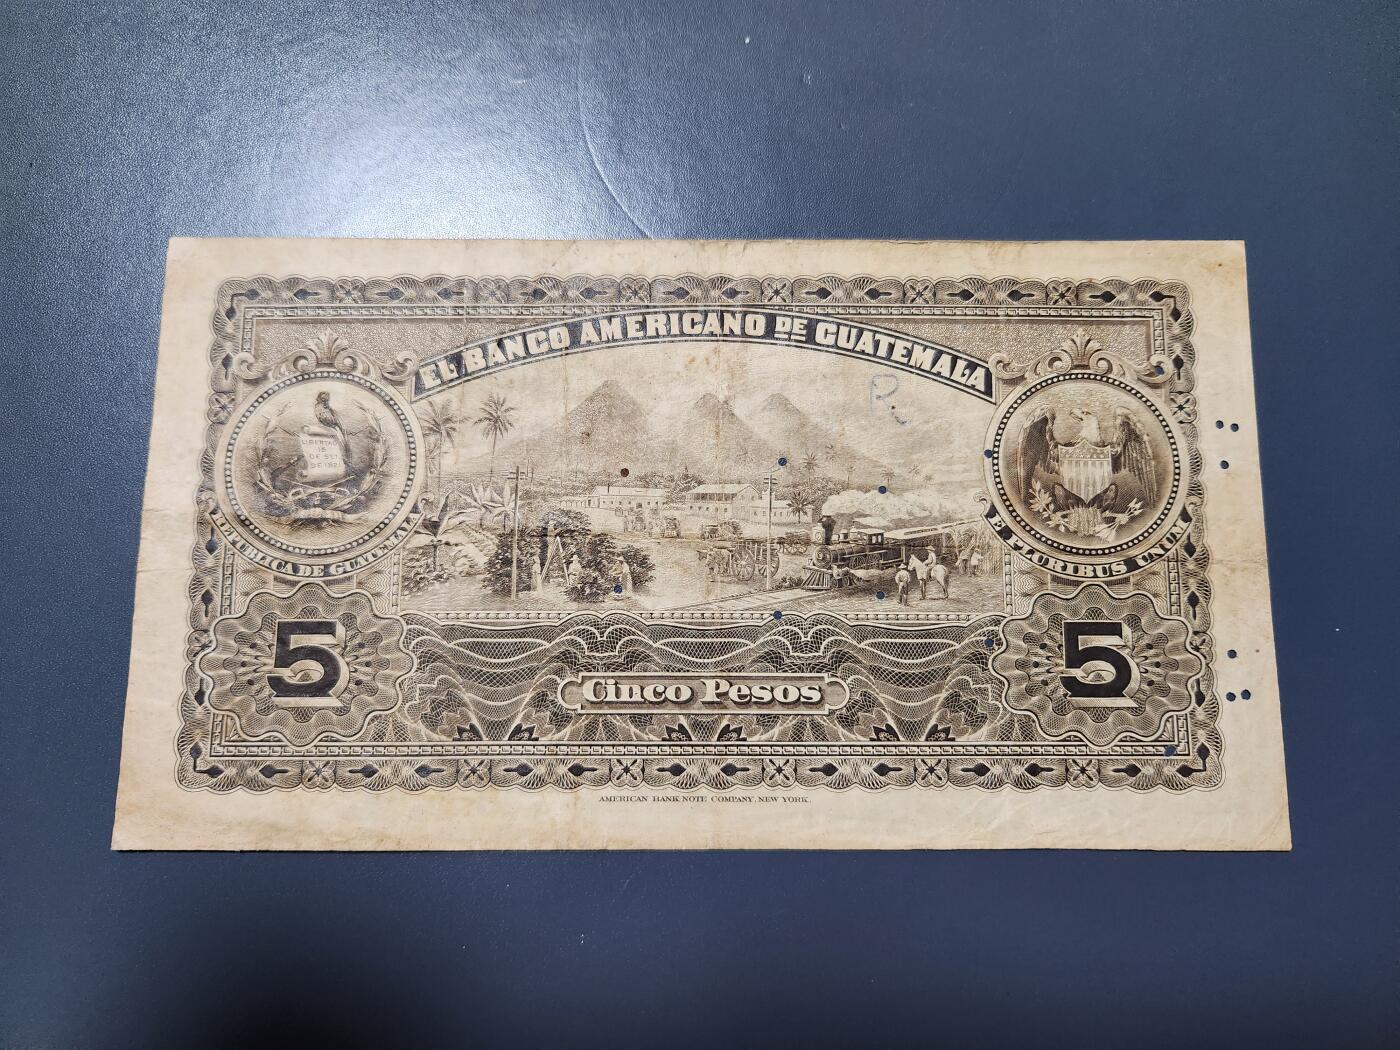 EL BANCO AMERICANO DE GUATEMALA
R.
LIBERTAD
15
DE SET.
DE 1821
REPUBLICA DE GUATEMALA
E PLURIBUS UNUM
5
5
Cinco Pesos
AMERICAN BANK NOTE COMPANY, NEW YORK.